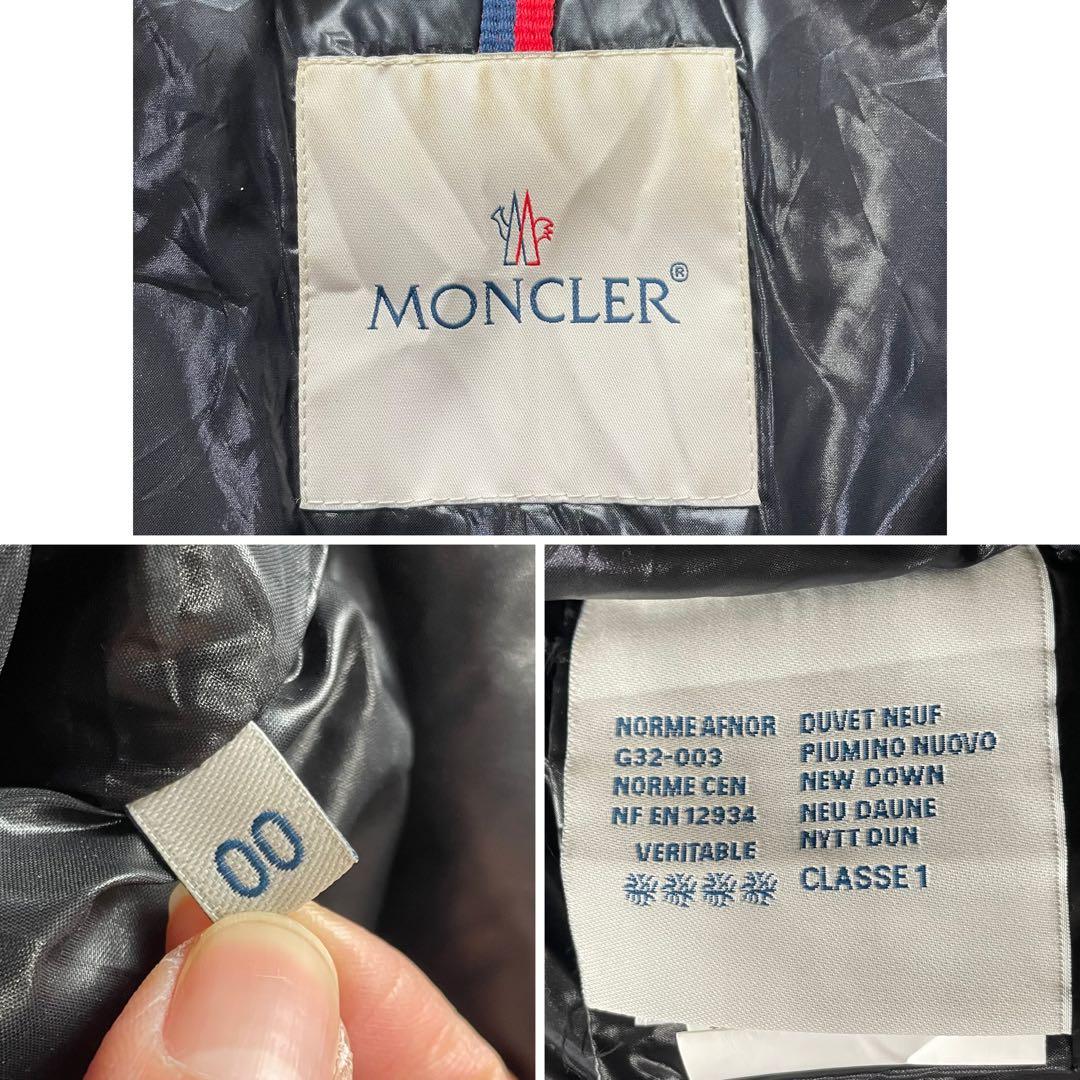 MONCLER®
00
NORME AFNOR
G32-003
NORME CEN
NF EN 12934
VERITABLE
DUVET NEUF
PIUMINO NUOVO
NEW DOWN
NEU DAUNE
NYTT DUN
CLASSE 1